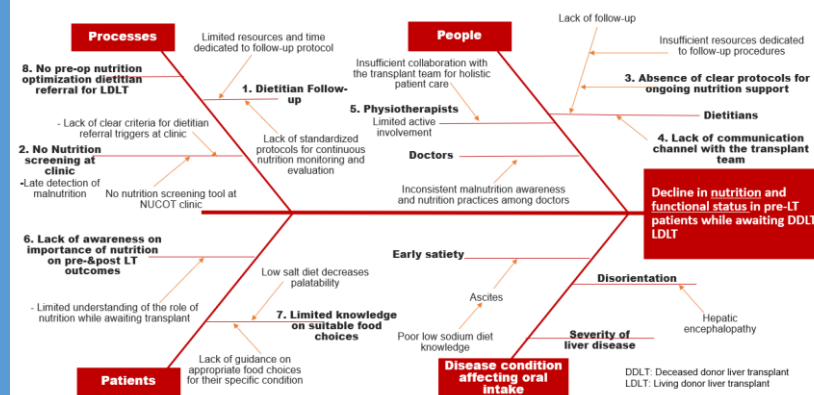 Processes
Limited resources and time
dedicated to follow-up protocol
8. No pre-op nutrition
optimization dietitian
referral for LDLT
1. Dietitian Follow-
up
- Lack of clear criteria for dietitian
referral triggers at clinic
Lack of standardized
protocols for continuous
nutrition monitoring and
evaluation
2. No Nutrition
screening at
clinic
-Late detection of
malnutrition
No nutrition screening tool at
NUCOT clinic
People
Lack of follow-up
Insufficient collaboration with
the transplant team for holistic
patient care
Insufficient resources dedicated
to follow-up procedures
3. Absence of clear protocols for
ongoing nutrition support
5. Physiotherapists
Limited active
involvement
Dietitians
4. Lack of communication
channel with the transplant
team
Doctors
Inconsistent malnutrition awareness
and nutrition practices among doctors
Decline in nutrition and
functional status in pre-LT
patients while awaiting DDLT
LDLT
6. Lack of awareness on
importance of nutrition
on pre-&post LT
outcomes
Low salt diet decreases
palatability
- Limited understanding of the role of
nutrition while awaiting transplant
7. Limited knowledge
on suitable food
choices
Lack of guidance on
appropriate food choices
for their specific condition
Patients
Early satiety
Ascites
Poor low sodium diet
knowledge
Disorientation
Hepatic
encephalopathy
Severity of
liver disease
Disease condition
affecting oral
intake
DDLT: Deceased donor liver transplant
LDLT: Living donor liver transplant